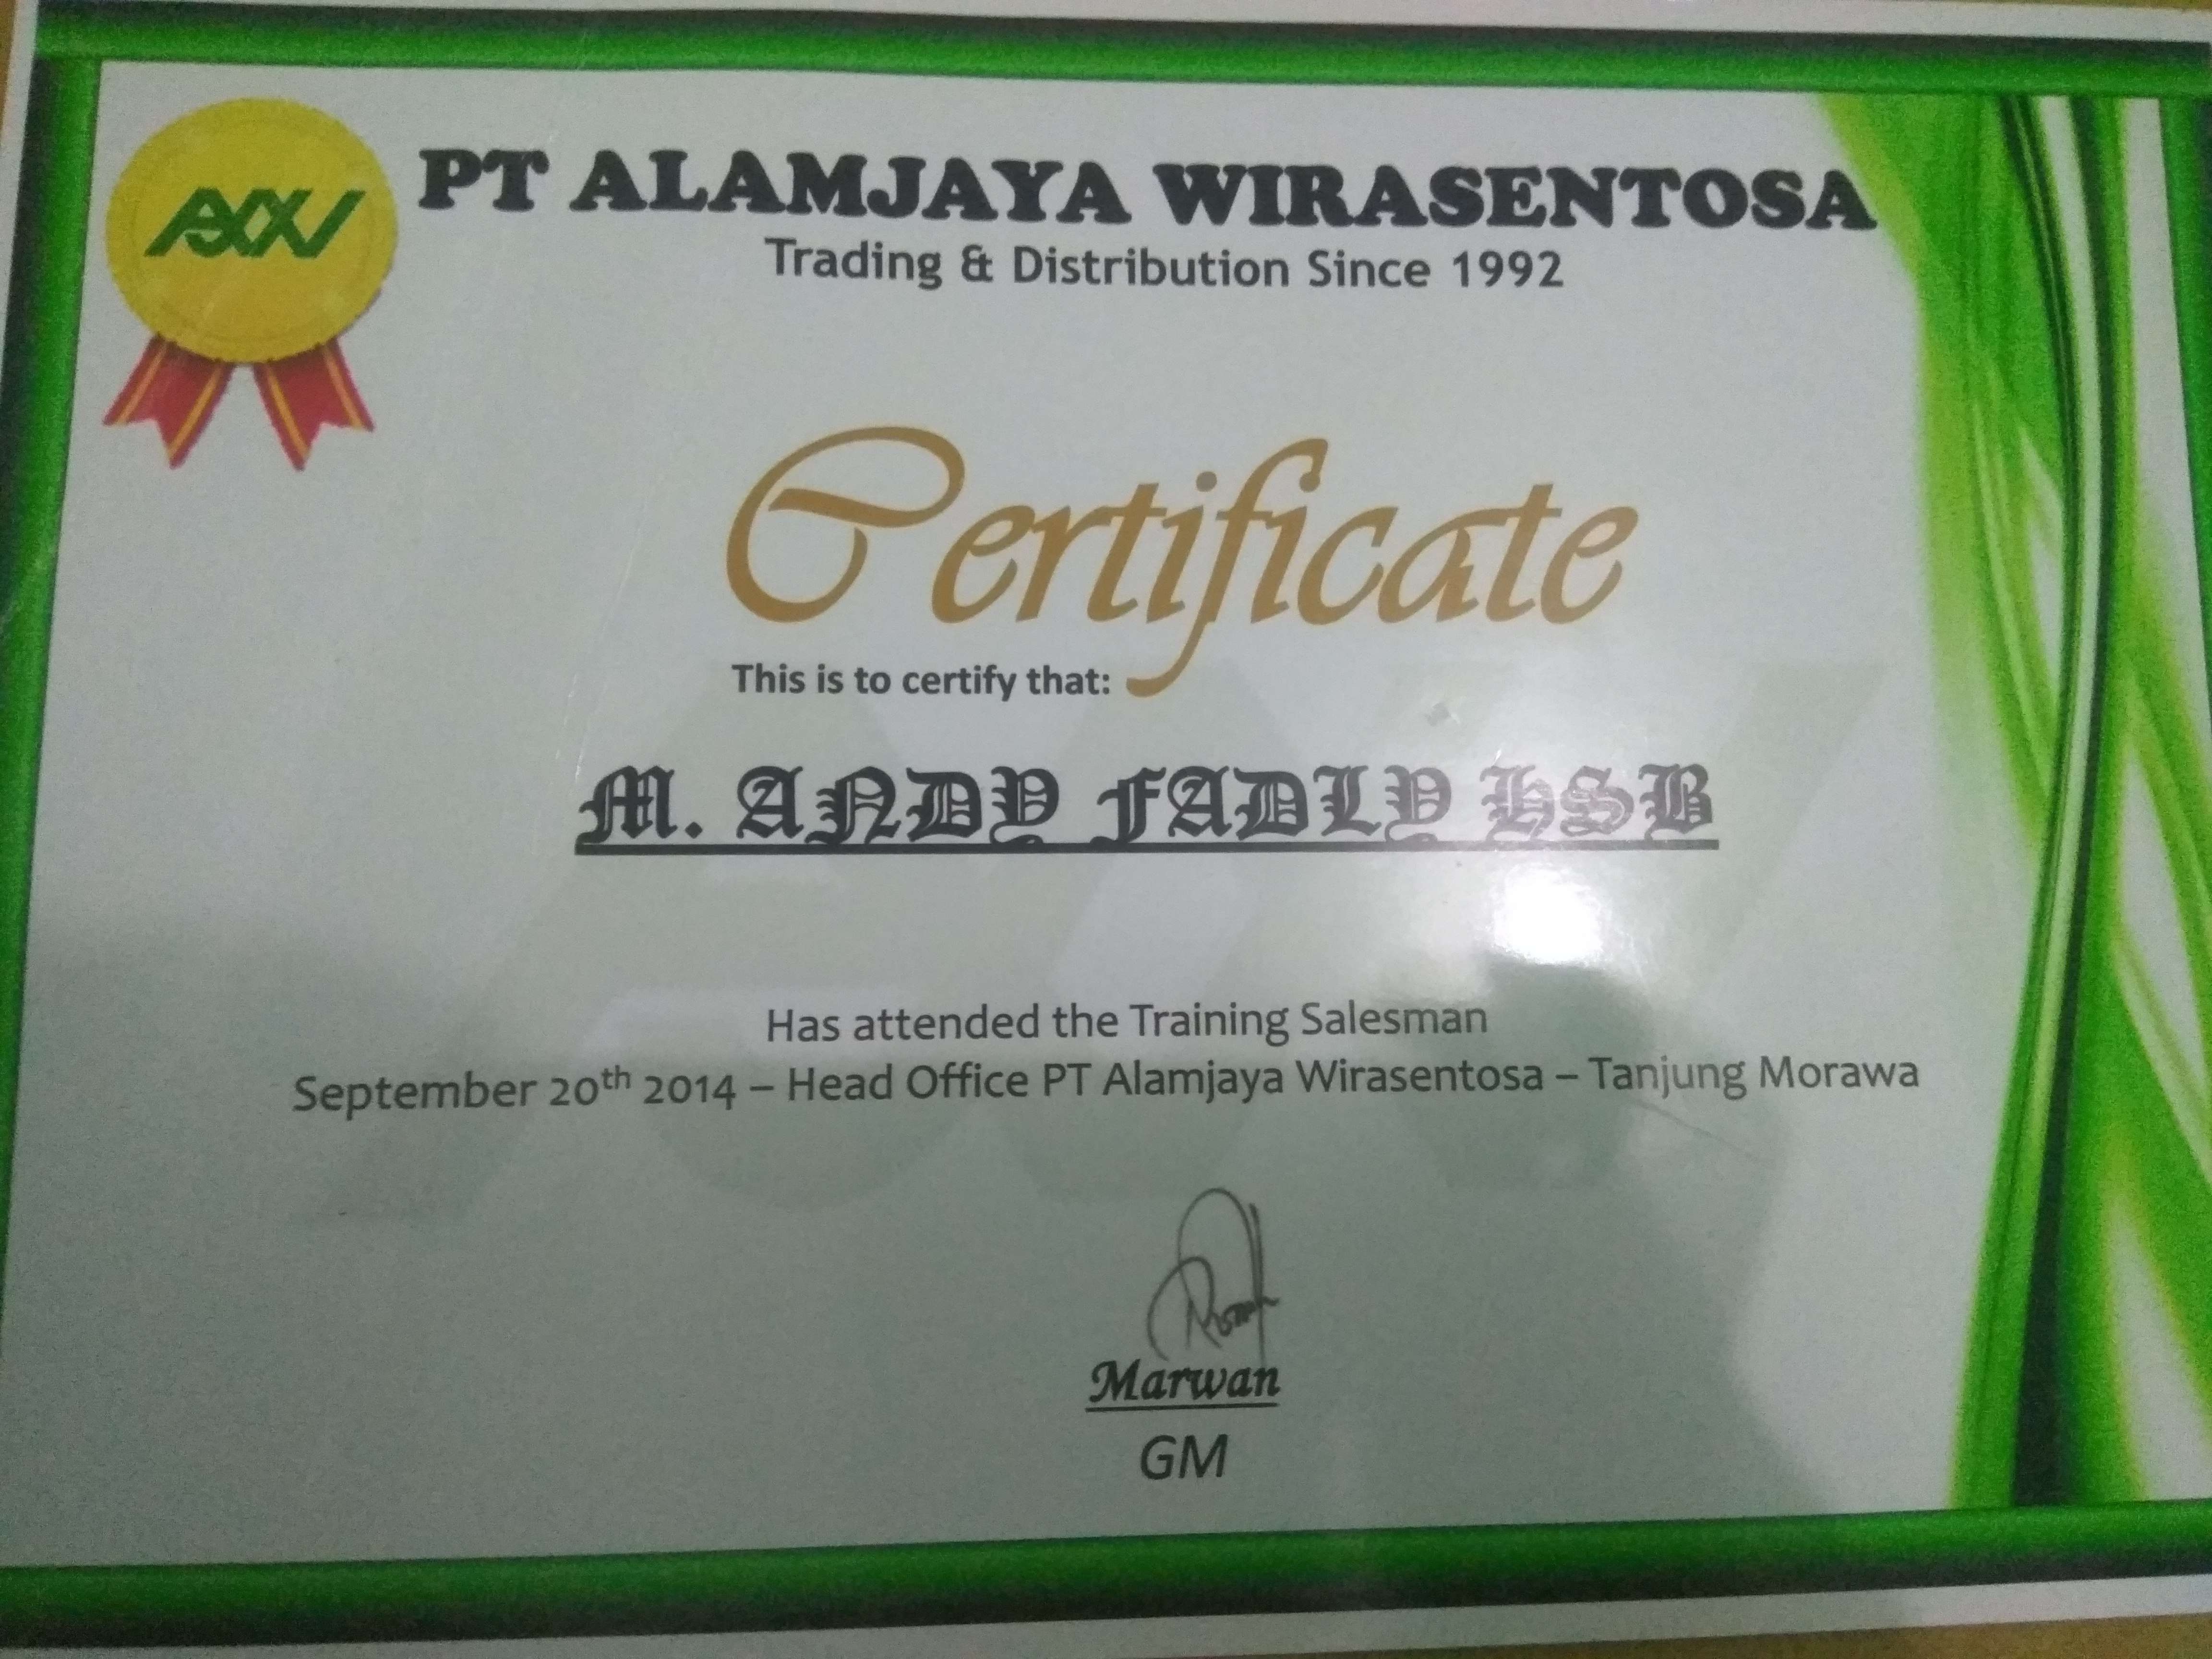 AXW
PT ALAMJAYA WIRASENTOSA
Trading & Distribution Since 1992
Certificate
This is to certify that:
M. ANDY FADLY HSB
Has attended the Training Salesman
September 20th 2014 – Head Office PT Alamjaya Wirasentosa – Tanjung Morawa
Marwan
GM